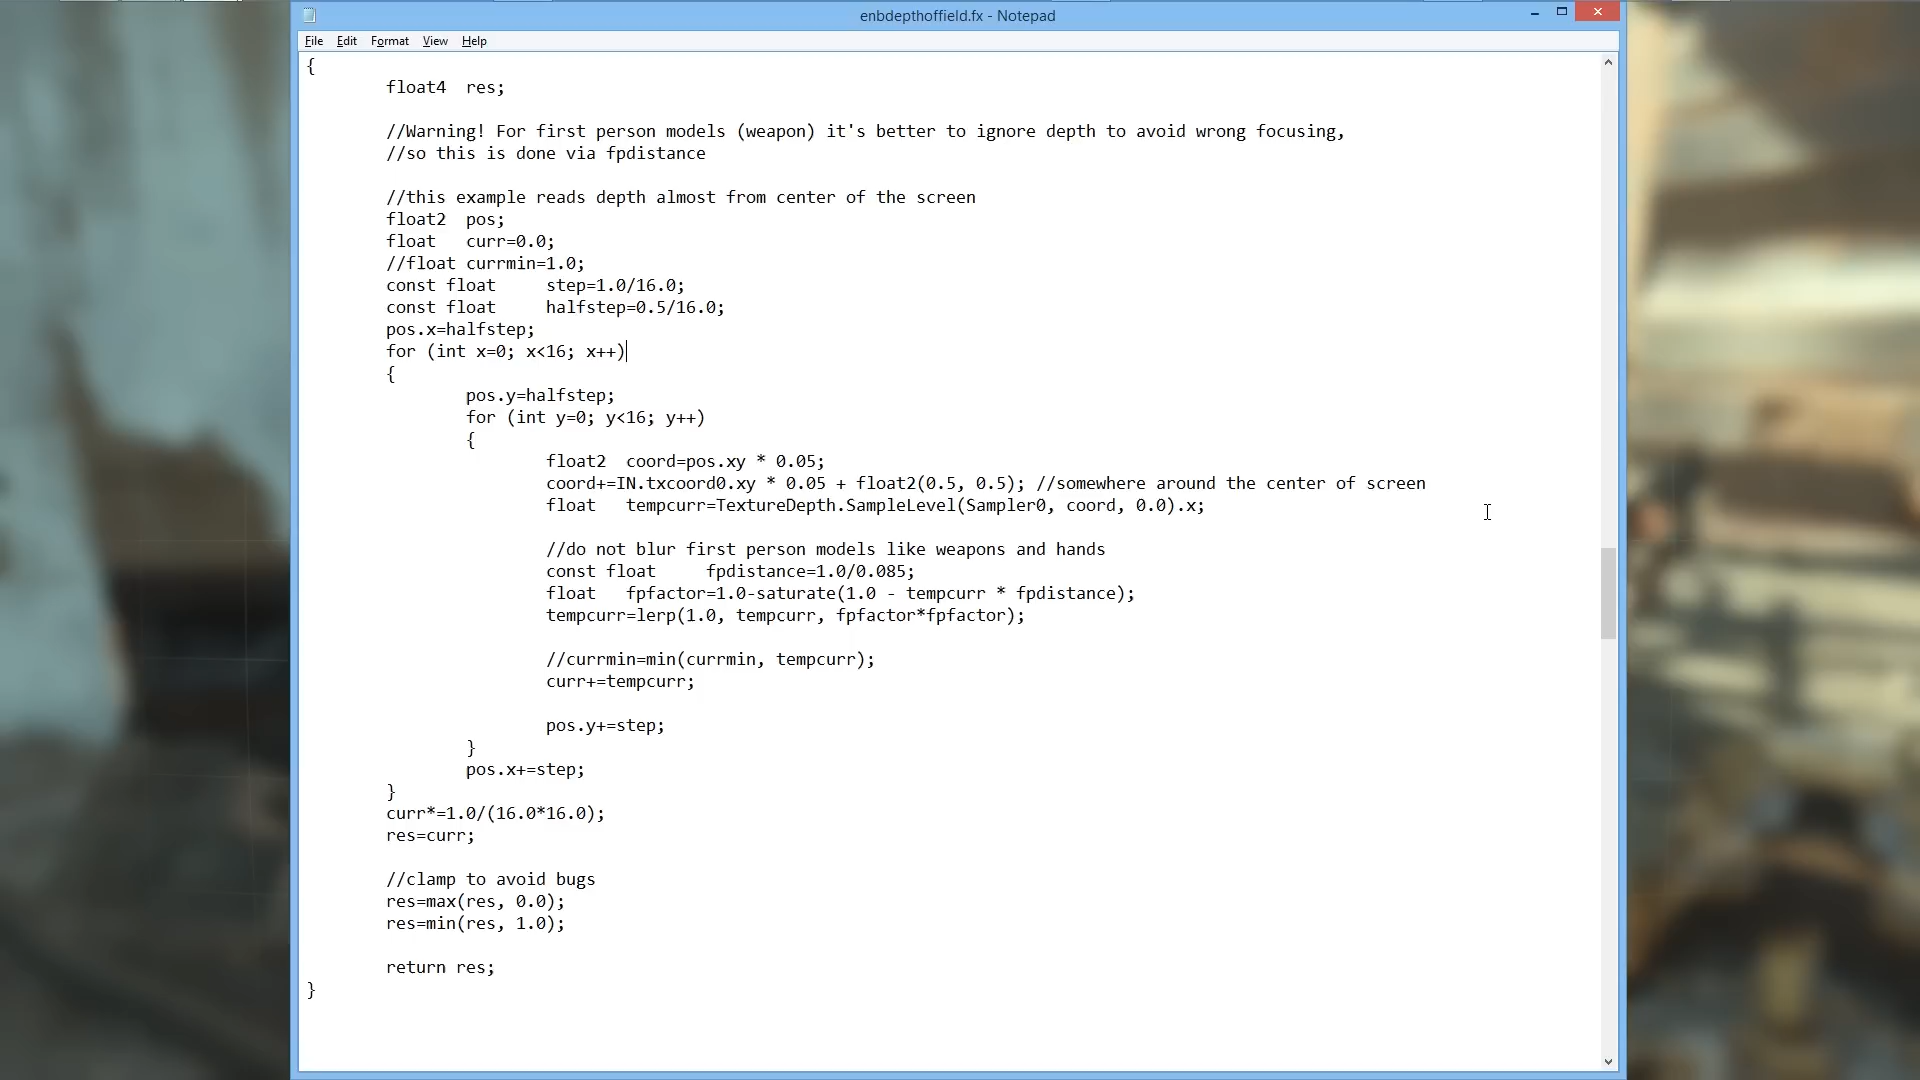 enbdepthoffield.fx - Notepad
File Edit Format View Help
{
float4 res;
//Warning! For first person models (weapon) it's better to ignore depth to avoid wrong focusing,
//so this is done via fpdistance
//this example reads depth almost from center of the screen
float2 pos;
float curr=0.0;
//float currmin=1.0;
const float step=1.0/16.0;
const float halfstep=0.5/16.0;
pos.x=halfstep;
for (int x=0; x<16; x++)
{
pos.y=halfstep;
for (int y=0; y<16; y++)
{
float2 coord=pos.xy * 0.05;
coord+=IN.txcoord0.xy * 0.05 + float2(0.5, 0.5); //somewhere around the center of screen
float tempcurr=TextureDepth.SampleLevel(Sampler0, coord, 0.0).x;
//do not blur first person models like weapons and hands
const float fpdistance=1.0/0.085;
float fpfactor=1.0-saturate(1.0 - tempcurr * fpdistance);
tempcurr=lerp(1.0, tempcurr, fpfactor*fpfactor);
//currmin=min(currmin, tempcurr);
curr+=tempcurr;
pos.y+=step;
}
pos.x+=step;
}
curr*=1.0/(16.0*16.0);
res=curr;
//clamp to avoid bugs
res=max(res, 0.0);
res=min(res, 1.0);
return res;
}